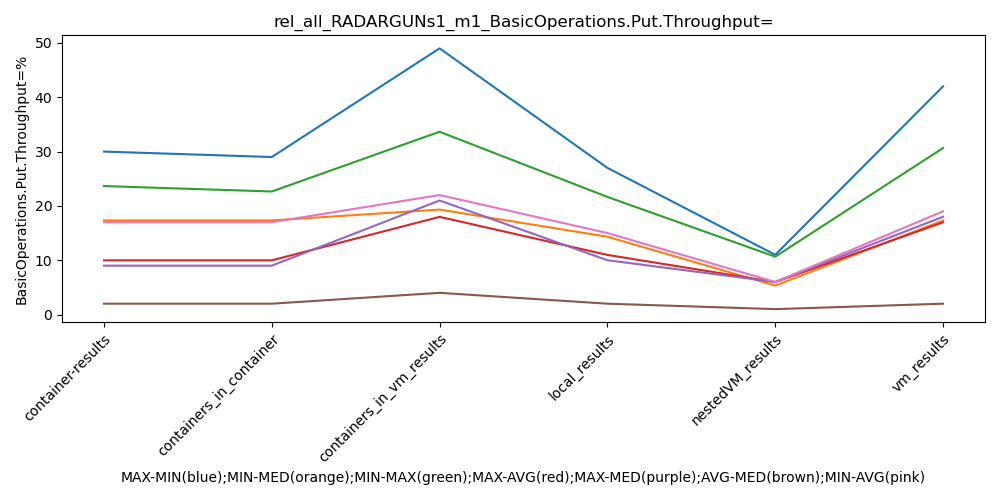 rel_all_RADARGUNs1_m1_BasicOperations.Put.Throughput=
BasicOperations.Put.Throughput=%
50
40
30
20
10
0
container-results
containers_in_container
containers_in_vm_results
local_results
nestedVM_results
vm_results
MAX-MIN(blue);MIN-MED(orange);MIN-MAX(green);MAX-AVG(red);MAX-MED(purple);AVG-MED(brown);MIN-AVG(pink)